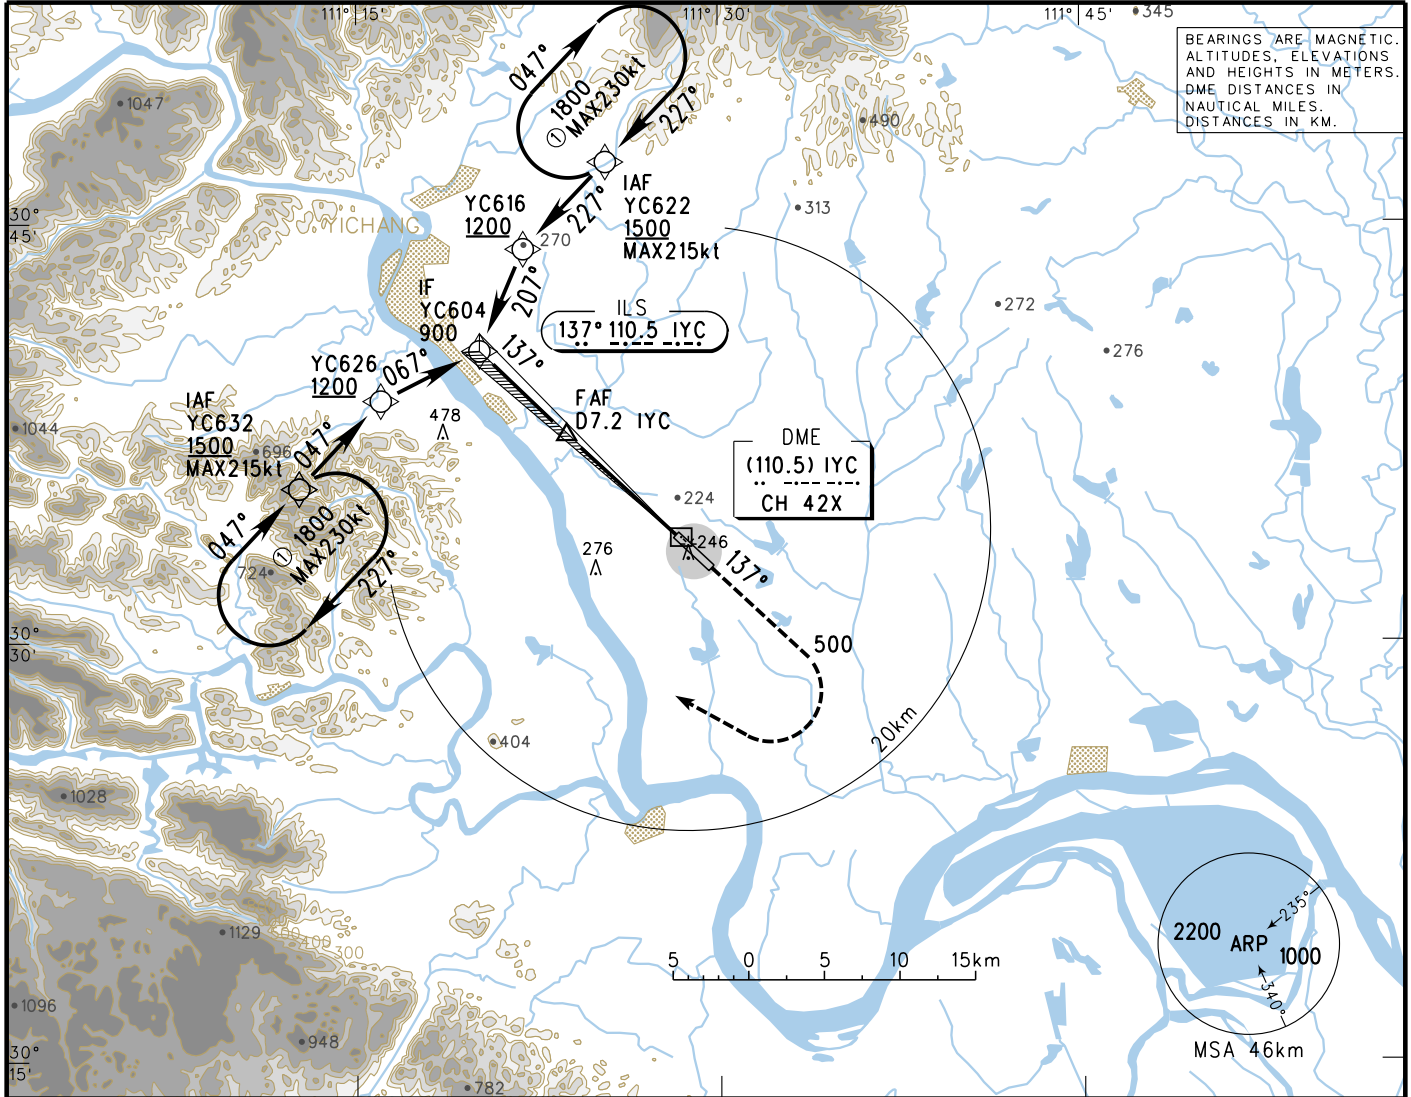 111° 15'
111° 30'
111° 45'
345
BEARINGS ARE MAGNETIC.
ALTITUDES, ELEVATIONS
AND HEIGHTS IN METERS.
DME DISTANCES IN
NAUTICAL MILES.
DISTANCES IN KM.
047°
① 1800
MAX230kt
227°
1047
490
IAF
YC622
1500
MAX215kt
227°
YC616
1200
270
313
30°
45'
YICHANG
207°
IF
YC604
900
ILS
137° 110.5 IYC
272
276
137°
YC626
1200
067°
FAF
D7.2 IYC
478
IAF
YC632
1500
MAX215kt
1044
696
047°
DME
(110.5) IYC
CH 42X
224
246
276
137°
047°
① 1800
MAX230kt
227°
724
30°
30'
500
20km
404
1028
1129
500
400
300
5 0 5 10 15km
2200
ARP
1000
235°
340°
MSA 46km
1096
948
782
30°
15'